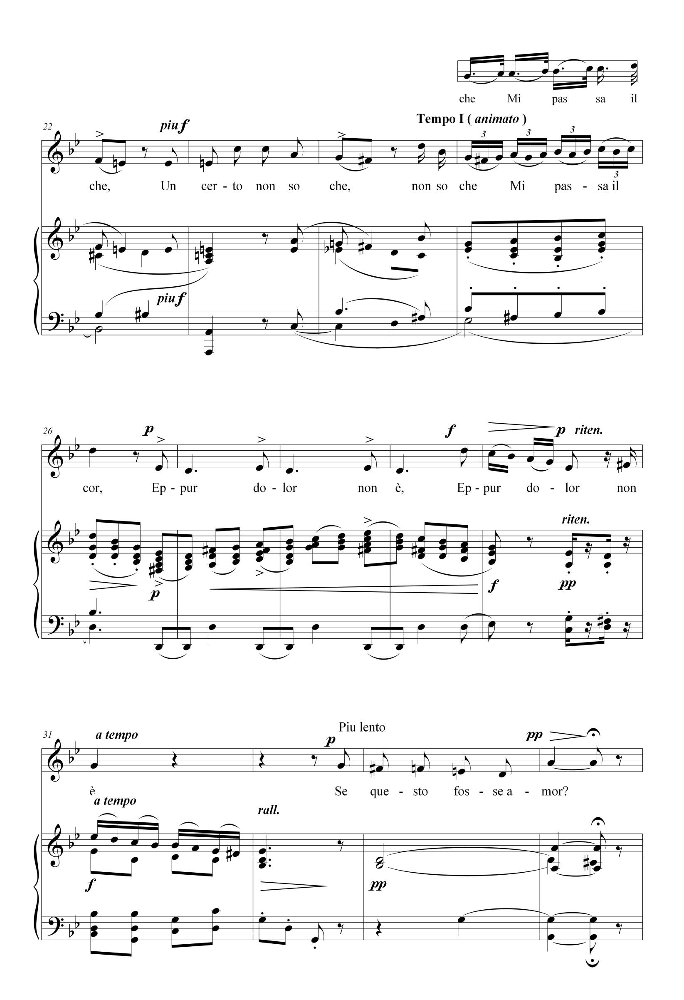 che Mi pas sa il
Tempo I ( animato )
22
piu f
3 3 3 3
che, Un cer - to non so che, non so che Mi pas - sa il
piu f
26
p f p riten.
cor, Ep - pur do - lor non è, Ep - pur do - lor non
riten.
p f pp
31
a tempo
Piu lento
p pp
è Se que - sto fos - se a - mor?
a tempo
rall.
f pp